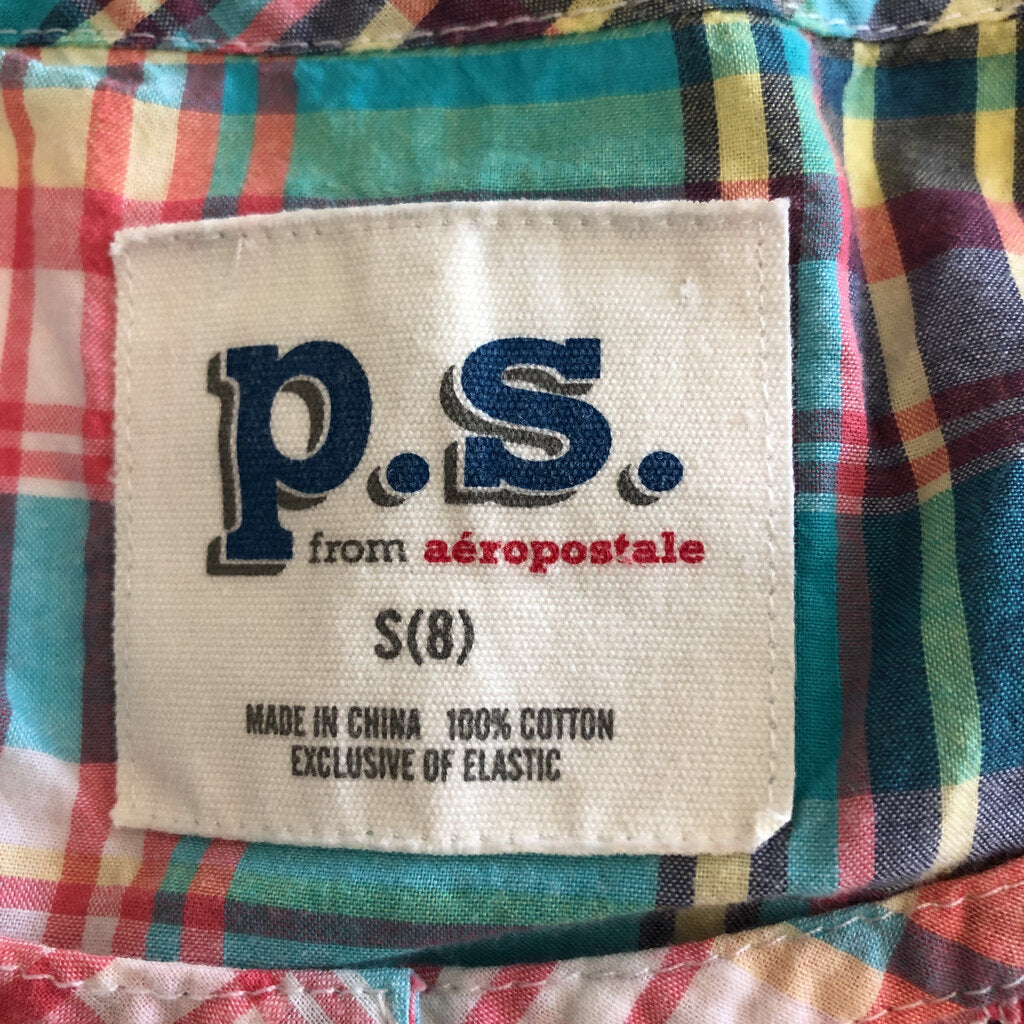 p.s.
from aéropostale
S(8)
MADE IN CHINA 100% COTTON
EXCLUSIVE OF ELASTIC